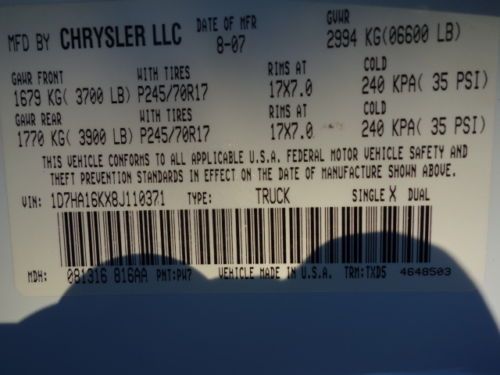 MFD BY CHRYSLER LLC DATE OF MFR GVWR
8-07 2994 KG(06600 LB)
GAWR FRONT WITH TIRES RIMS AT COLD
1679 KG( 3700 LB) P245/70R17 17X7.0 240 KPA( 35 PSI)
GAWR REAR WITH TIRES RIMS AT COLD
1770 KG( 3900 LB) P245/70R17 17X7.0 240 KPA( 35 PSI)
THIS VEHICLE CONFORMS TO ALL APPLICABLE U.S.A. FEDERAL MOTOR VEHICLE SAFETY AND
THEFT PREVENTION STANDARDS IN EFFECT ON THE DATE OF MANUFACTURE SHOWN ABOVE.
VIN: 1D7HA16KX8J110371 TYPE: TRUCK SINGLE X DUAL
MDH: 081316 816AA PNT:PW7 VEHICLE MADE IN U.S.A. TRM:TXD5 4648503